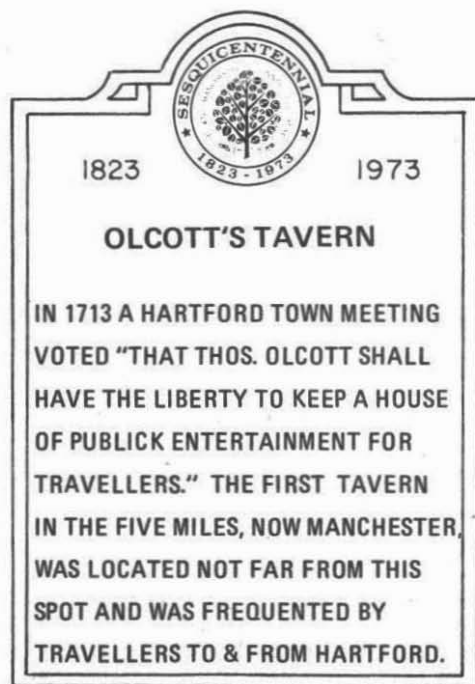 SESQUICENTENNIAL
1823 - 1973
1823 1973
OLCOTT'S TAVERN
IN 1713 A HARTFORD TOWN MEETING
VOTED "THAT THOS. OLCOTT SHALL
HAVE THE LIBERTY TO KEEP A HOUSE
OF PUBLICK ENTERTAINMENT FOR
TRAVELLERS." THE FIRST TAVERN
IN THE FIVE MILES, NOW MANCHESTER,
WAS LOCATED NOT FAR FROM THIS
SPOT AND WAS FREQUENTED BY
TRAVELLERS TO & FROM HARTFORD.